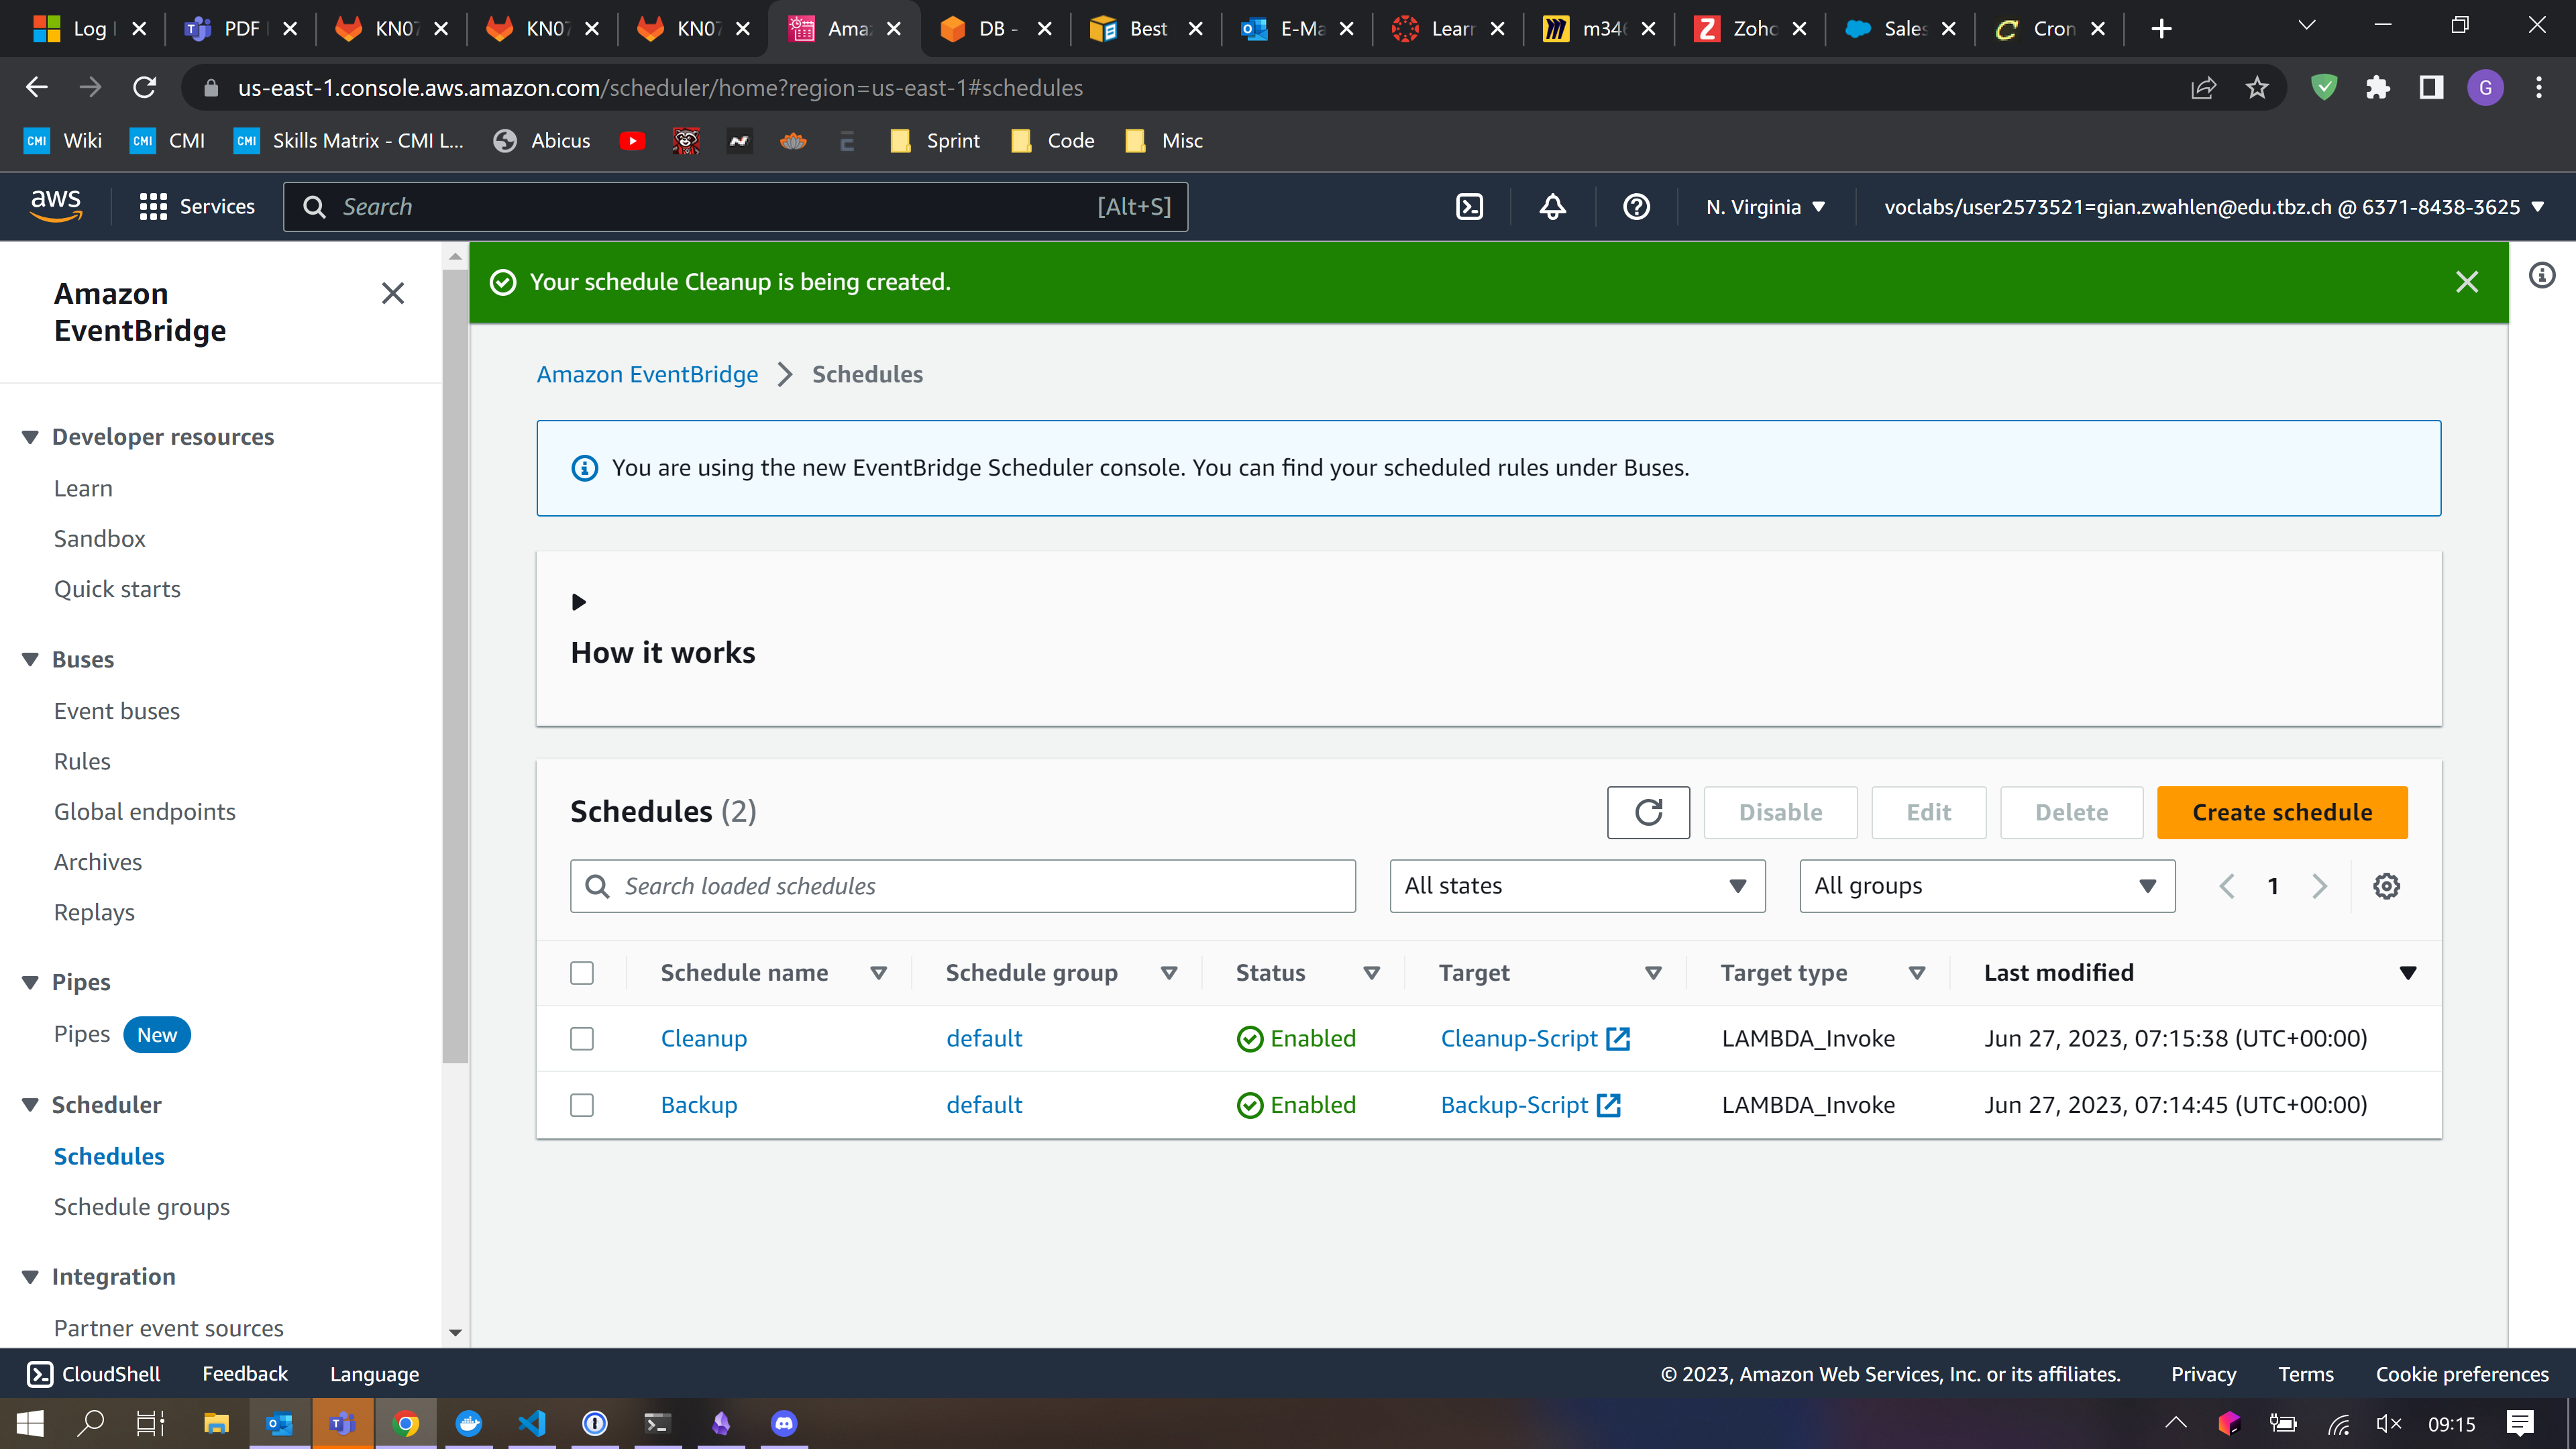 Log
PDF
KN07
KN07
KN07
Amaz
DB -
Best
E-Ma
Learn
m346
Zoho
Sales
Cron
us-east-1.console.aws.amazon.com/scheduler/home?region=us-east-1#schedules
G
CMI Wiki
CMI CMI
CMI Skills Matrix - CMI L...
Abicus
Sprint
Code
Misc
aws
Services
Search
[Alt+S]
N. Virginia
voclabs/user2573521=gian.zwahlen@edu.tbz.ch @ 6371-8438-3625
Amazon
EventBridge
Developer resources
Learn
Sandbox
Quick starts
Buses
Event buses
Rules
Global endpoints
Archives
Replays
Pipes
Pipes New
Scheduler
Schedules
Schedule groups
Integration
Partner event sources
Your schedule Cleanup is being created.
Amazon EventBridge > Schedules
You are using the new EventBridge Scheduler console. You can find your scheduled rules under Buses.
How it works
Schedules (2)
Disable
Edit
Delete
Create schedule
Search loaded schedules
All states
All groups
1
Schedule name Schedule group Status Target Target type Last modified
Cleanup default Enabled Cleanup-Script LAMBDA_Invoke Jun 27, 2023, 07:15:38 (UTC+00:00)
Backup default Enabled Backup-Script LAMBDA_Invoke Jun 27, 2023, 07:14:45 (UTC+00:00)
CloudShell
Feedback
Language
© 2023, Amazon Web Services, Inc. or its affiliates.
Privacy
Terms
Cookie preferences
09:15